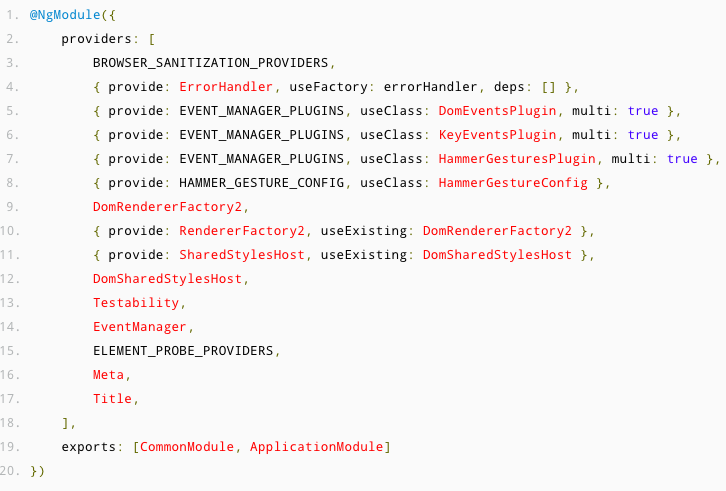 1. @NgModule({
2.     providers: [
3.         BROWSER_SANITIZATION_PROVIDERS,
4.         { provide: ErrorHandler, useFactory: errorHandler, deps: [] },
5.         { provide: EVENT_MANAGER_PLUGINS, useClass: DomEventsPlugin, multi: true },
6.         { provide: EVENT_MANAGER_PLUGINS, useClass: KeyEventsPlugin, multi: true },
7.         { provide: EVENT_MANAGER_PLUGINS, useClass: HammerGesturesPlugin, multi: true },
8.         { provide: HAMMER_GESTURE_CONFIG, useClass: HammerGestureConfig },
9.         DomRendererFactory2,
10.         { provide: RendererFactory2, useExisting: DomRendererFactory2 },
11.         { provide: SharedStylesHost, useExisting: DomSharedStylesHost },
12.         DomSharedStylesHost,
13.         Testability,
14.         EventManager,
15.         ELEMENT_PROBE_PROVIDERS,
16.         Meta,
17.         Title,
18.     ],
19.     exports: [CommonModule, ApplicationModule]
20. })